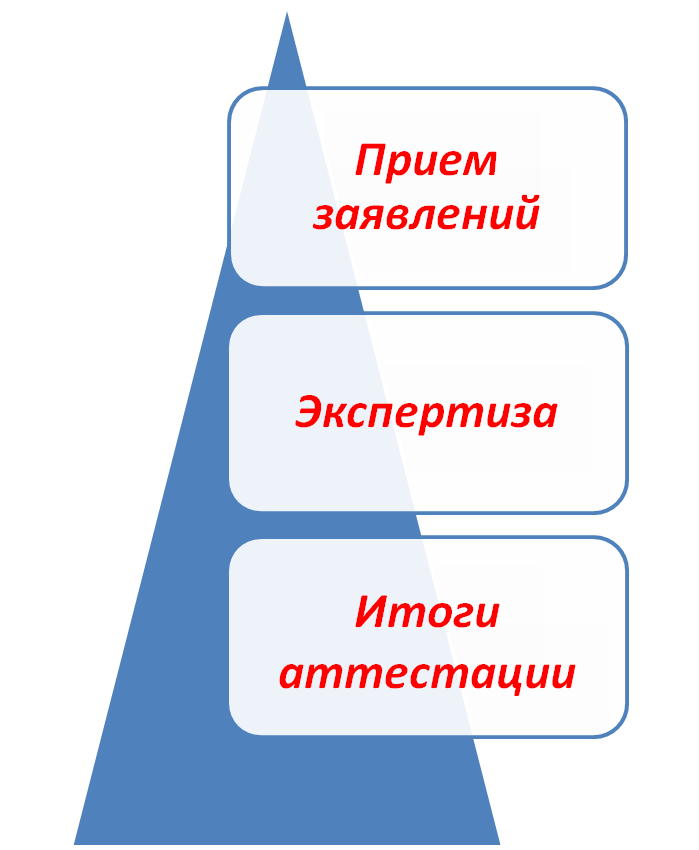 Прием
заявлений
Экспертиза
Итоги
аттестации